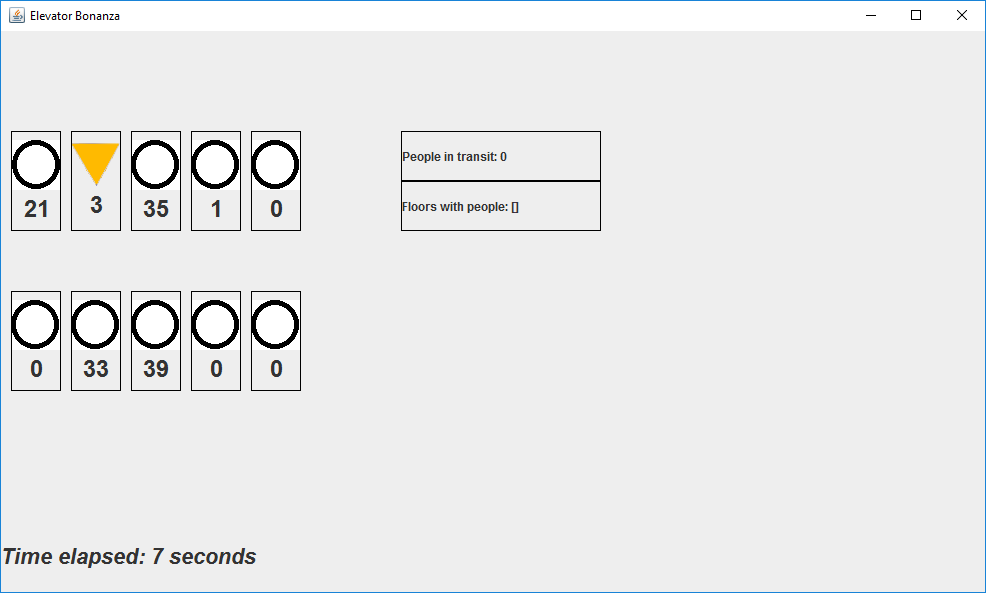 Elevator Bonanza
21 3 35 1 0
People in transit: 0
Floors with people: []
0 33 39 0 0
Time elapsed: 7 seconds